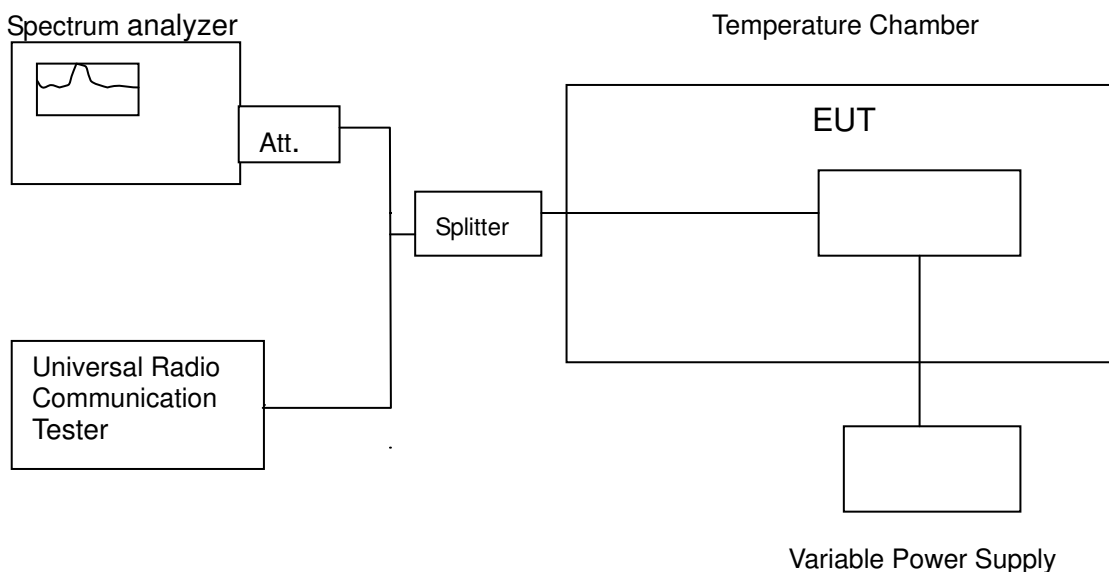 Spectrum analyzer
Temperature Chamber
EUT
Att.
Splitter
Universal Radio
Communication
Tester
Variable Power Supply